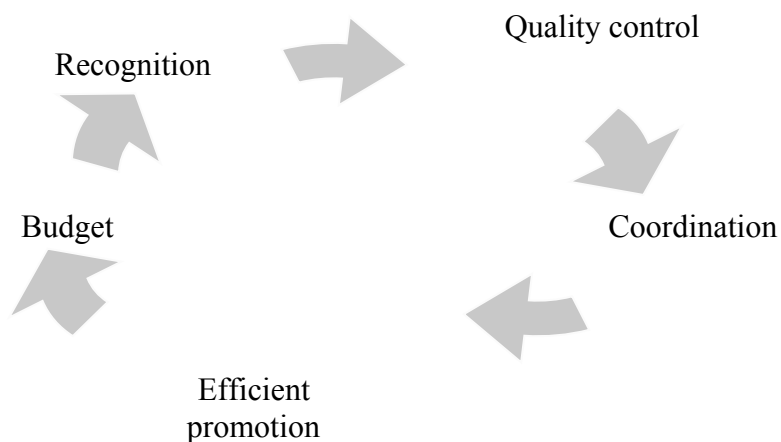 Quality control
Recognition
Budget
Coordination
Efficient
promotion